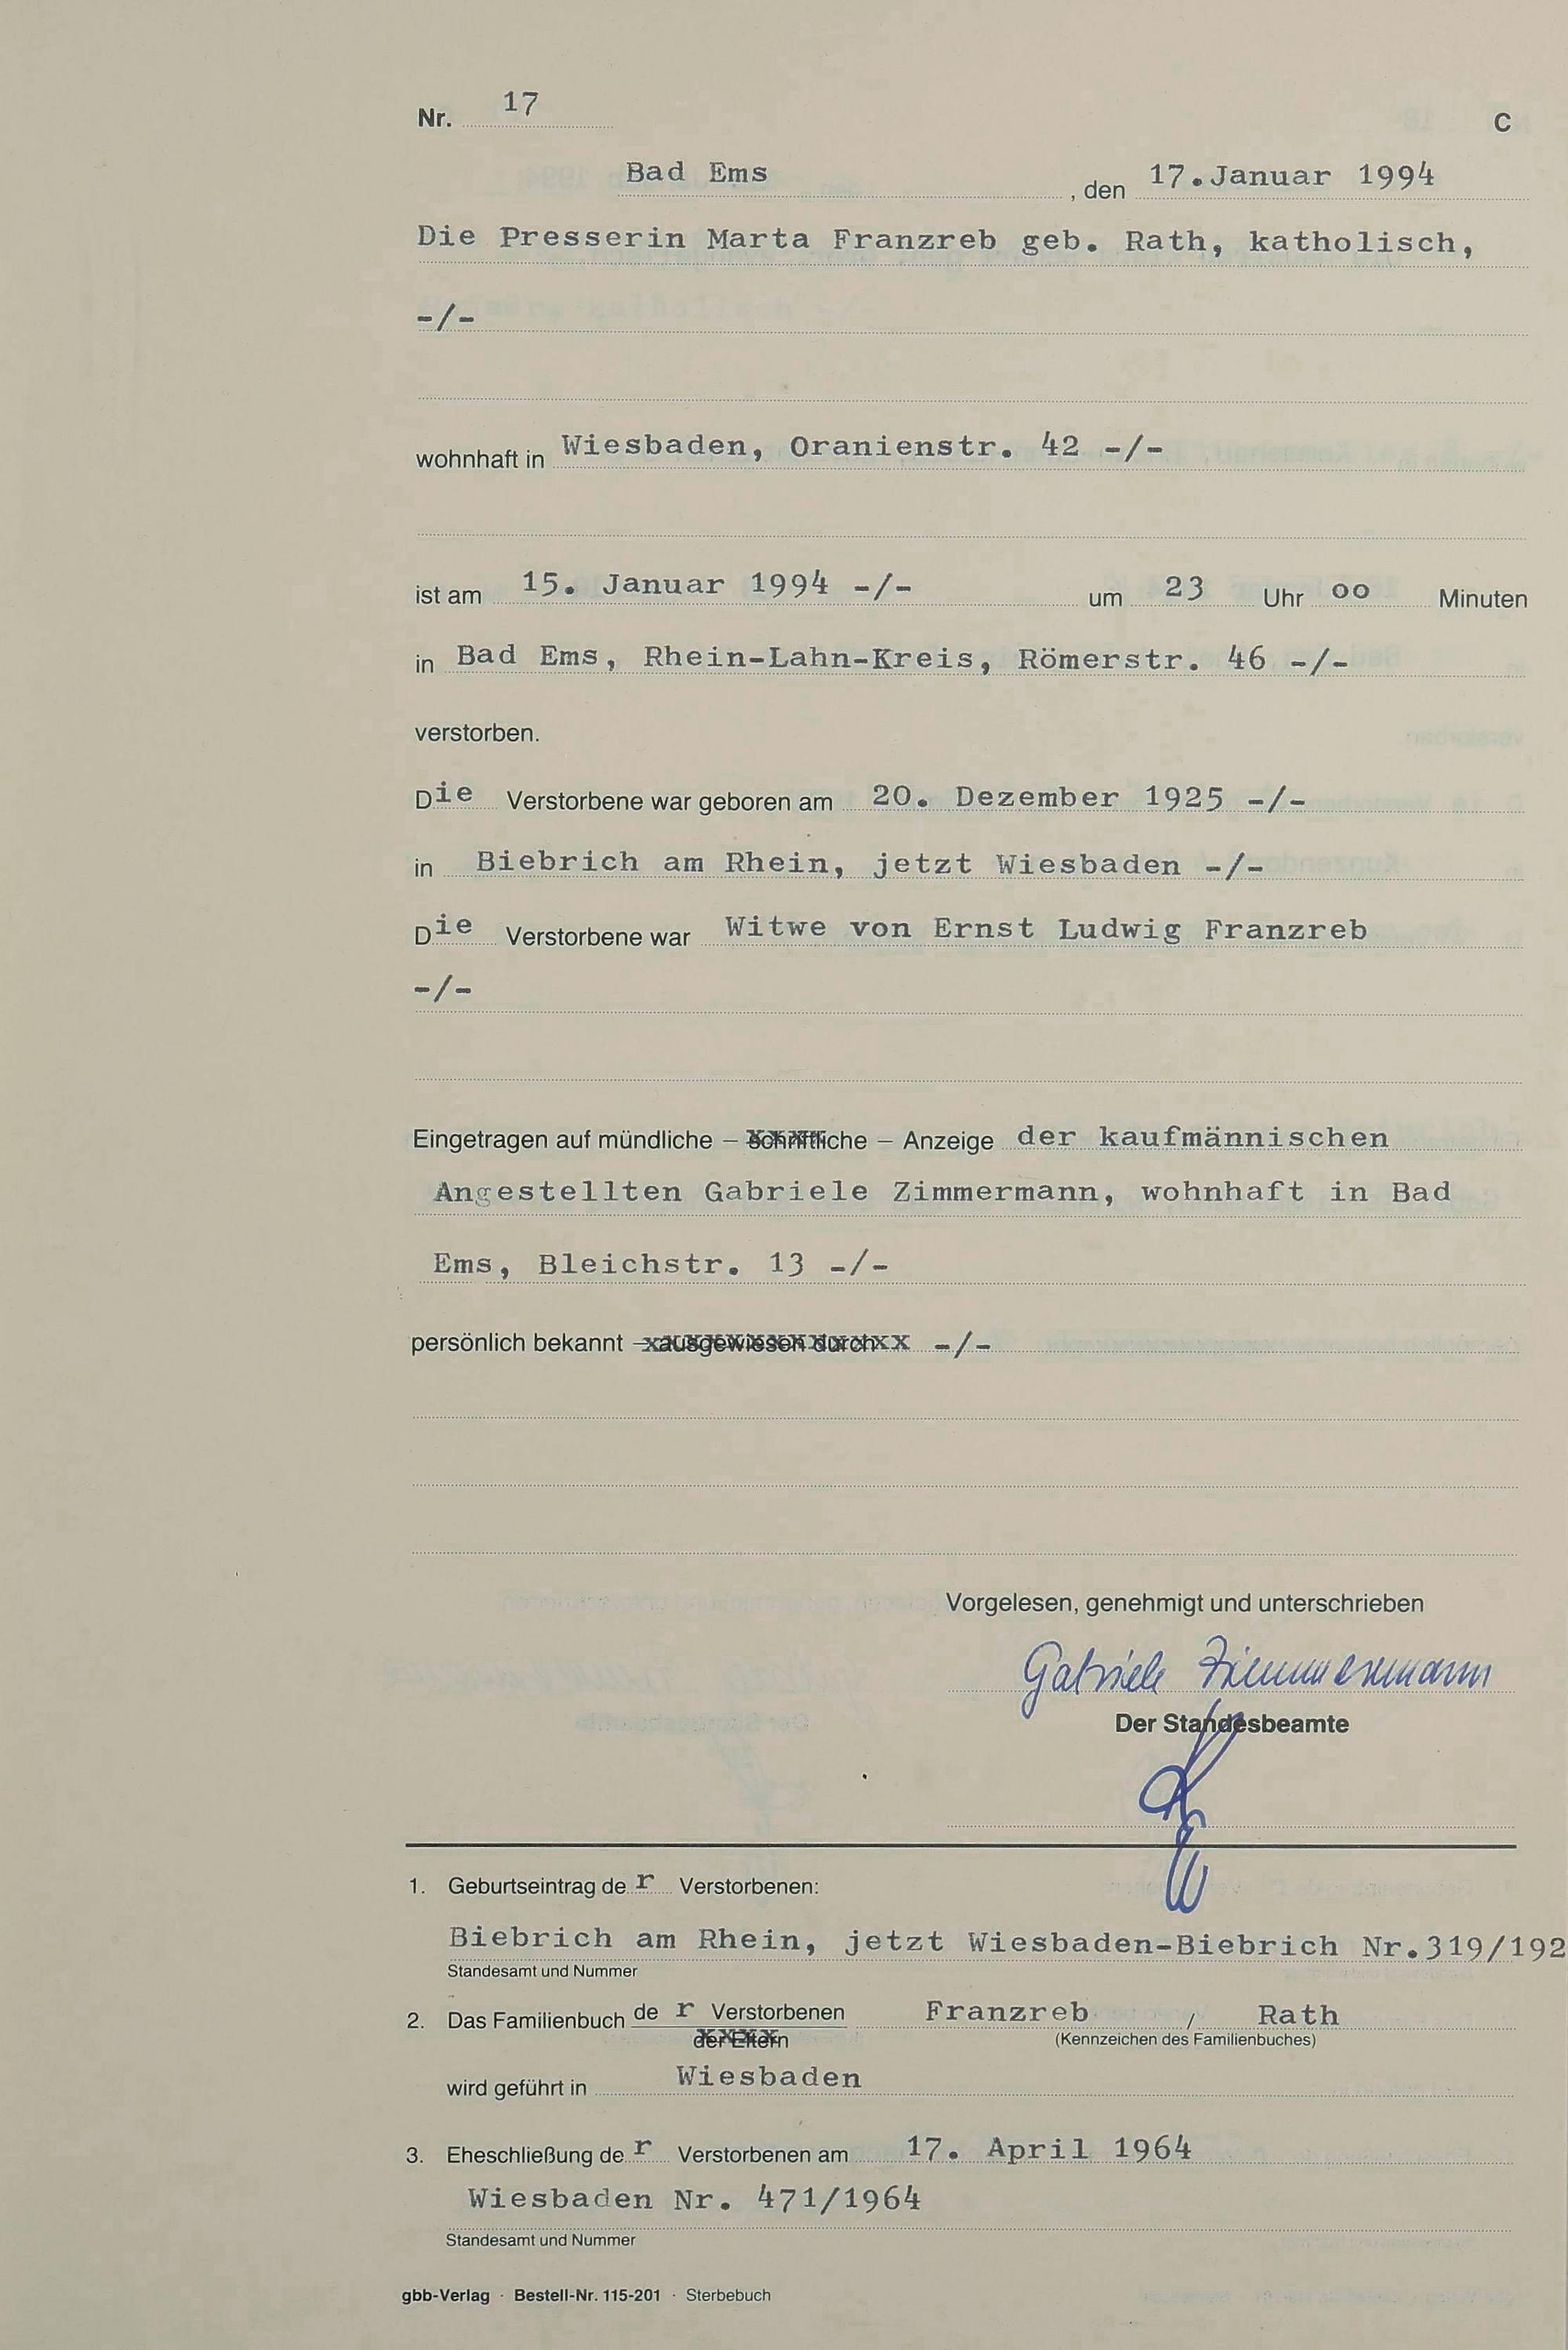 Nr. 17 C
Bad Ems , den 17.Januar 1994
Die Presserin Marta Franzreb geb. Rath, katholisch,
-/-
wohnhaft in Wiesbaden, Oranienstr. 42 -/-
ist am 15. Januar 1994 -/- um 23 Uhr oo Minuten
in Bad Ems, Rhein-Lahn-Kreis, Römerstr. 46 -/-
verstorben.
Die Verstorbene war geboren am 20. Dezember 1925 -/-
in Biebrich am Rhein, jetzt Wiesbaden -/-
Die Verstorbene war Witwe von Ernst Ludwig Franzreb
-/-
Eingetragen auf mündliche – schriftliche – Anzeige der kaufmännischen
Angestellten Gabriele Zimmermann, wohnhaft in Bad
Ems, Bleichstr. 13 -/-
persönlich bekannt – ausgewiesen durch -/-
Vorgelesen, genehmigt und unterschrieben
Gabriele Zimmermann
Der Standesbeamte
1. Geburtseintrag de r Verstorbenen:
Biebrich am Rhein, jetzt Wiesbaden-Biebrich Nr.319/192
Standesamt und Nummer
2. Das Familienbuch de r Verstorbenen Franzreb / Rath
der Eltern (Kennzeichen des Familienbuches)
wird geführt in Wiesbaden
3. Eheschließung de r Verstorbenen am 17. April 1964
Wiesbaden Nr. 471/1964
Standesamt und Nummer
gbb-Verlag · Bestell-Nr. 115-201 · Sterbebuch